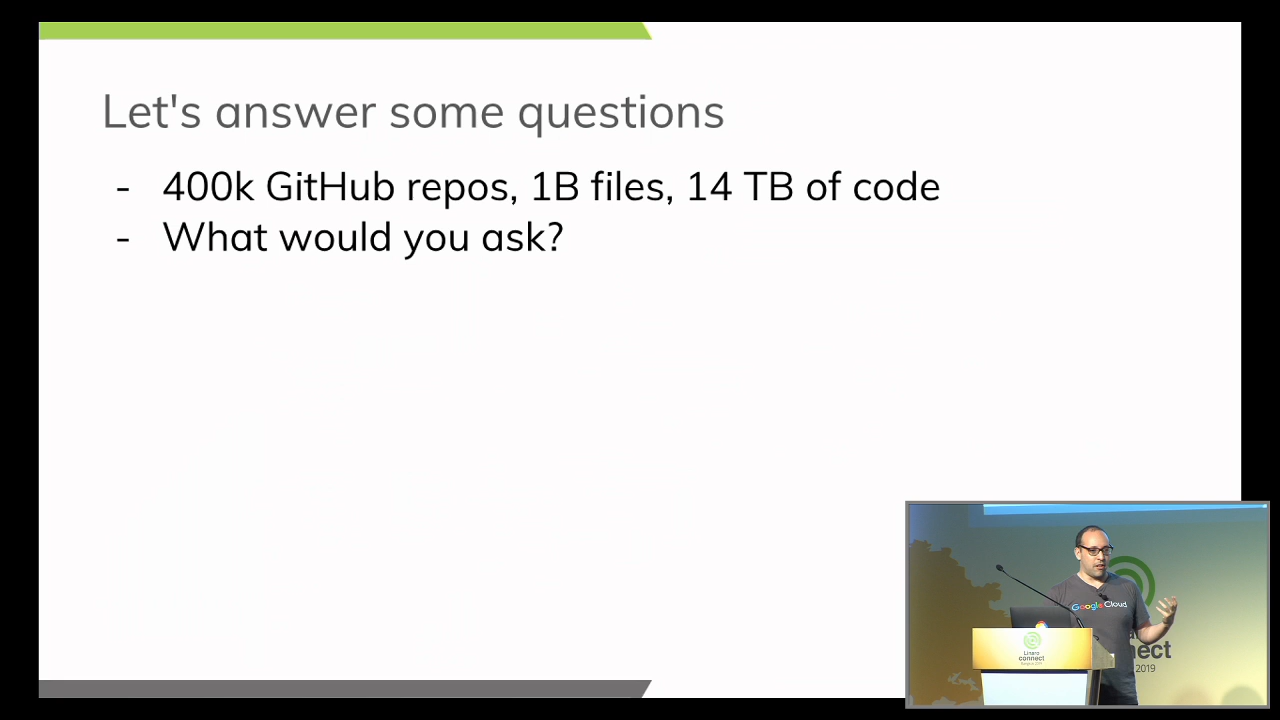 Let's answer some questions
- 400k GitHub repos, 1B files, 14 TB of code
- What would you ask?
Google Cloud
Linaro
connect
nect
2019